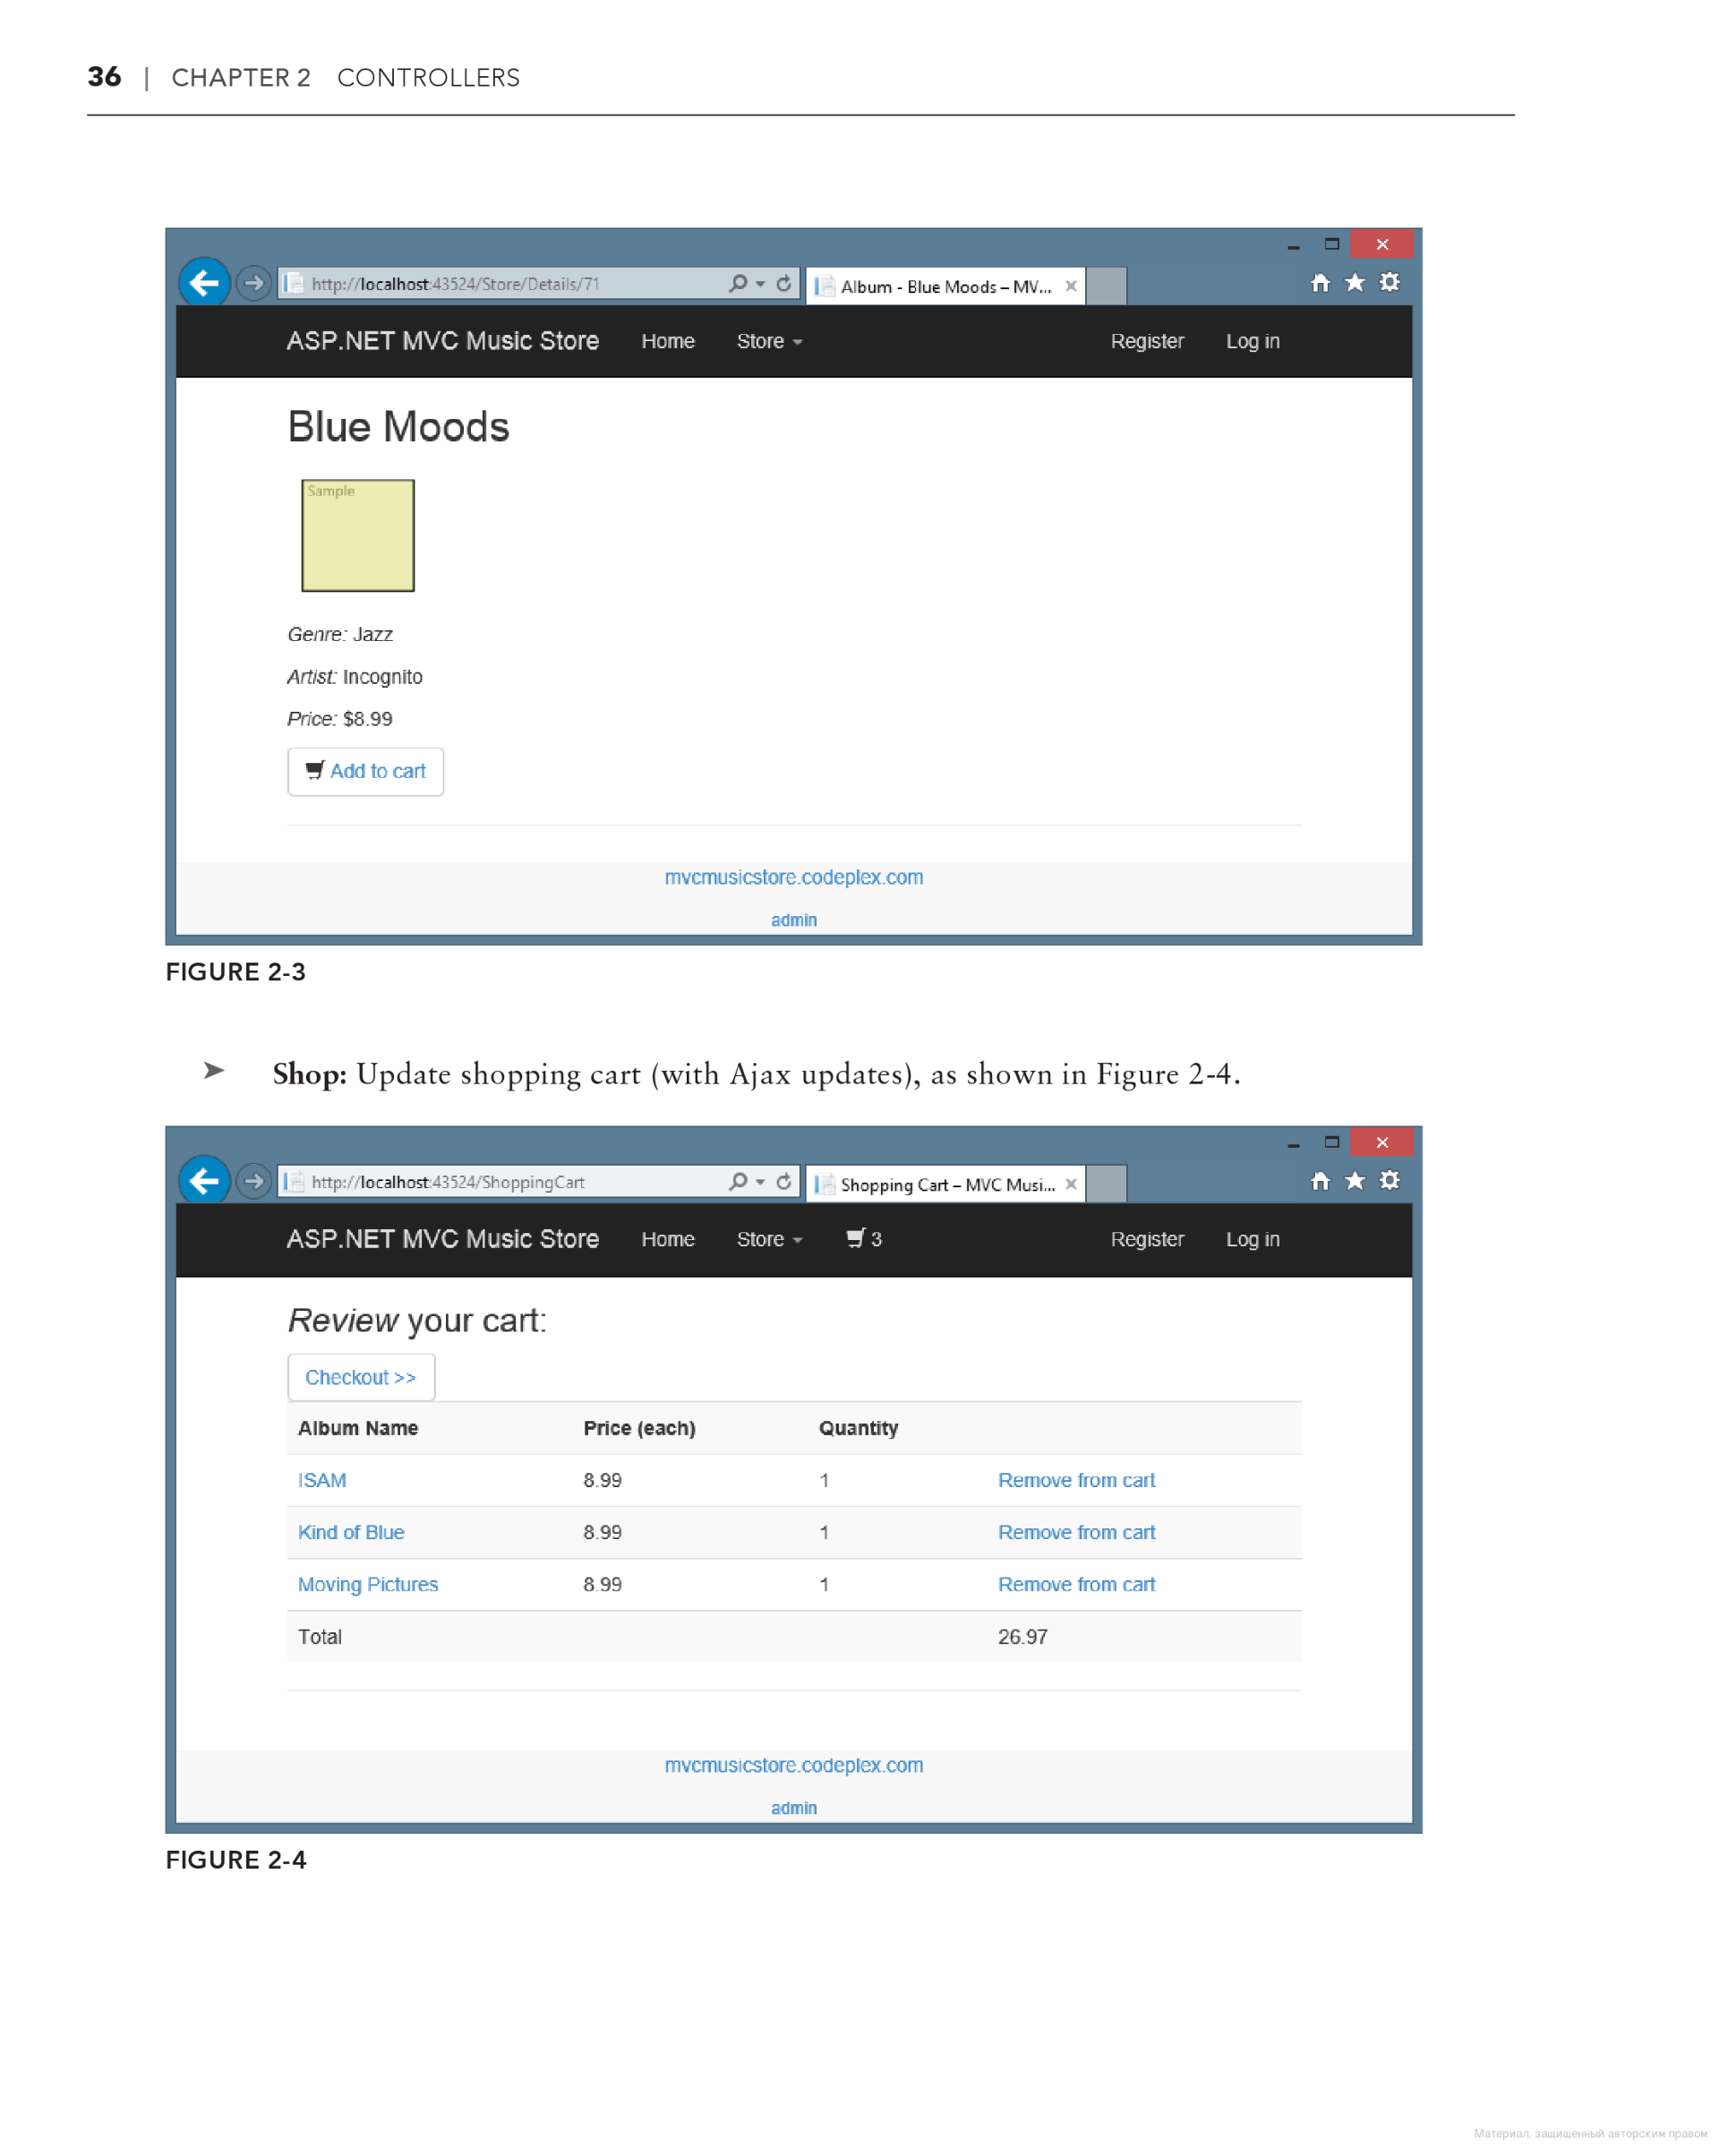 36 | CHAPTER 2 CONTROLLERS
http://localhost:43524/Store/Details/71
Album - Blue Moods – MV...
ASP.NET MVC Music Store Home Store Register Log in
Blue Moods
Sample
Genre: Jazz
Artist: Incognito
Price: $8.99
Add to cart
mvcmusicstore.codeplex.com
admin
FIGURE 2-3
➤ Shop: Update shopping cart (with Ajax updates), as shown in Figure 2-4.
http://localhost:43524/ShoppingCart
Shopping Cart – MVC Musi...
ASP.NET MVC Music Store Home Store 3 Register Log in
Review your cart:
Checkout >>
Album Name Price (each) Quantity
ISAM 8.99 1 Remove from cart
Kind of Blue 8.99 1 Remove from cart
Moving Pictures 8.99 1 Remove from cart
Total 26.97
mvcmusicstore.codeplex.com
admin
FIGURE 2-4
Материал, защищенный авторским правом